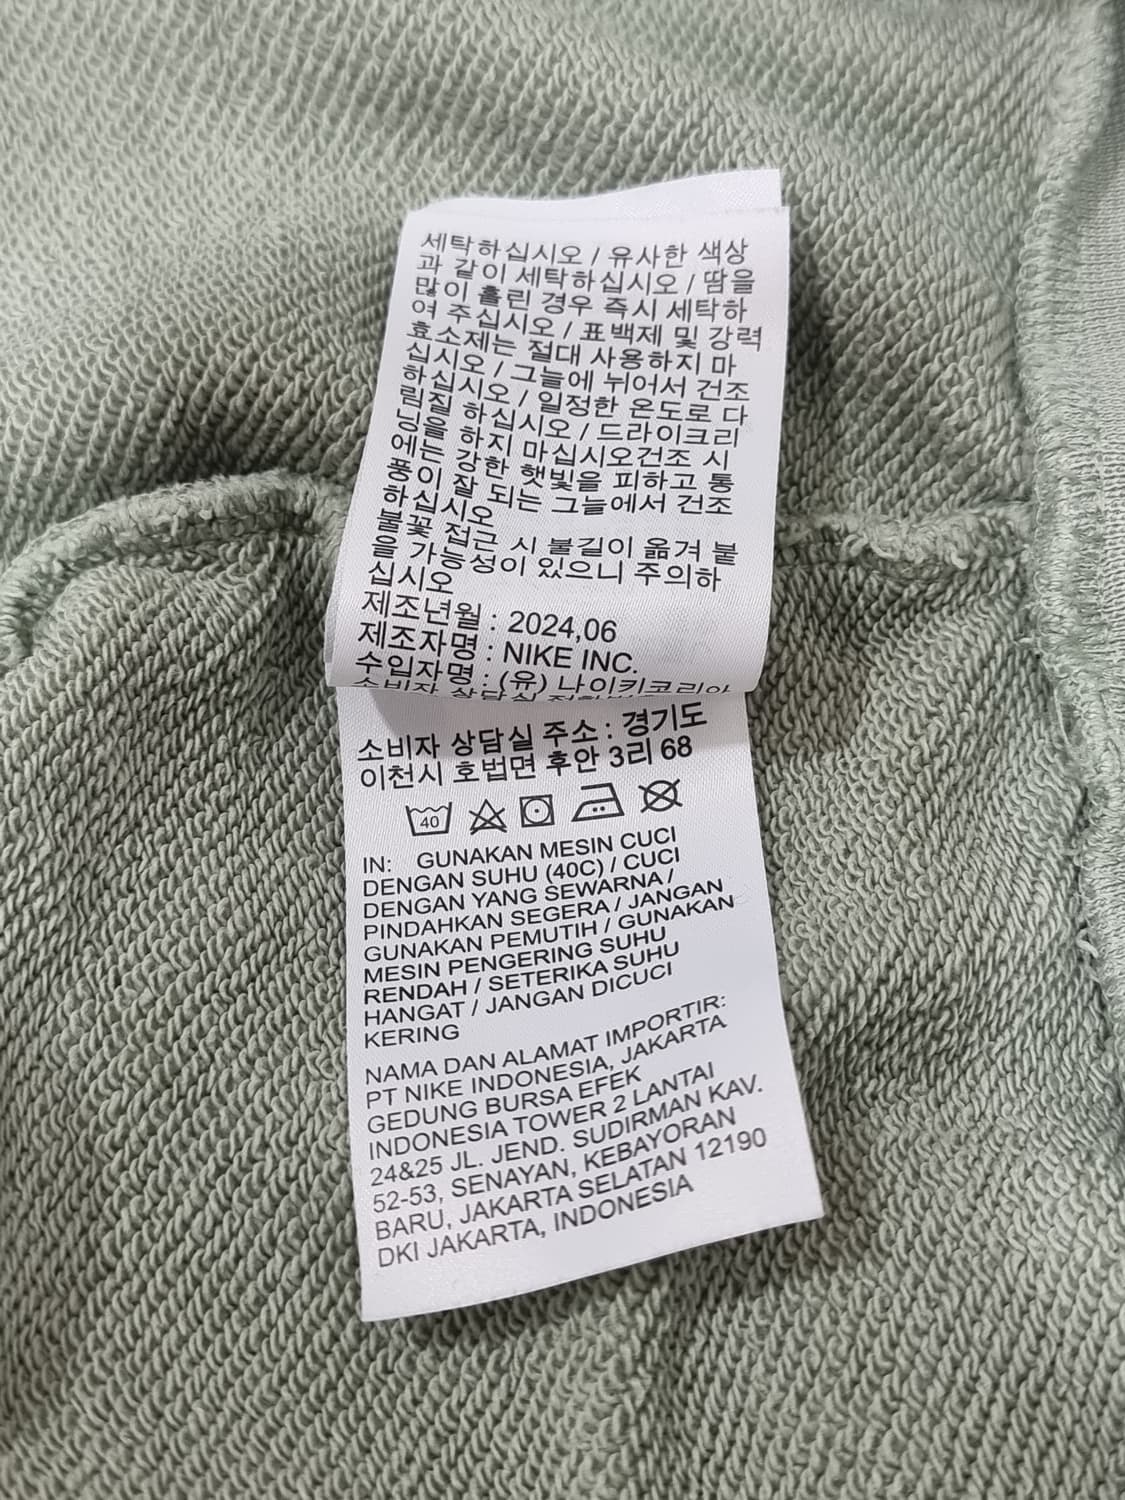 세탁하십시오 / 유사한 색상
과 같이 세탁하십시오 / 땀을
많이 흘린 경우 즉시 세탁하
여 주십시오 / 표백제 및 강력
효소제는 절대 사용하지 마
십시오 / 그늘에 뉘어서 건조
하십시오 / 일정한 온도로 다
림질 하십시오 / 드라이크리
닝을 하지 마십시오건조 시
에는 강한 햇빛을 피하고 통
풍이 잘 되는 그늘에서 건조
하십시오
불꽃 접근 시 불길이 옮겨 붙
을 가능성이 있으니 주의하
십시오
제조년월 : 2024,06
제조자명 : NIKE INC.
수입자명 : (유) 나이키코리아
소비자 상담실
소비자 상담실 주소 : 경기도
이천시 호법면 후안 3리 68
40
IN: GUNAKAN MESIN CUCI
DENGAN SUHU (40C) / CUCI
DENGAN YANG SEWARNA /
PINDAHKAN SEGERA / JANGAN
GUNAKAN PEMUTIH / GUNAKAN
MESIN PENGERING SUHU
RENDAH / SETERIKA SUHU
HANGAT / JANGAN DICUCI
KERING
NAMA DAN ALAMAT IMPORTIR:
PT NIKE INDONESIA, JAKARTA
GEDUNG BURSA EFEK
INDONESIA TOWER 2 LANTAI
24&25 JL. JEND. SUDIRMAN KAV.
52-53, SENAYAN, KEBAYORAN
BARU, JAKARTA SELATAN 12190
DKI JAKARTA, INDONESIA